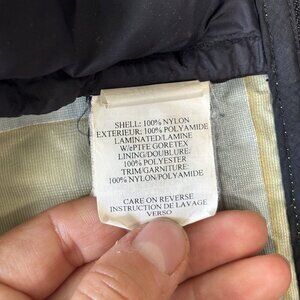 SHELL: 100% NYLON
EXTERIEUR: 100% POLYAMIDE
LAMINATED/LAMINE
W/ePTFE GORETEX
LINING/DOUBLURE:
100% POLYESTER
TRIM/GARNITURE:
100% NYLON/POLYAMIDE
CARE ON REVERSE
INSTRUCTION DE LAVAGE
VERSO